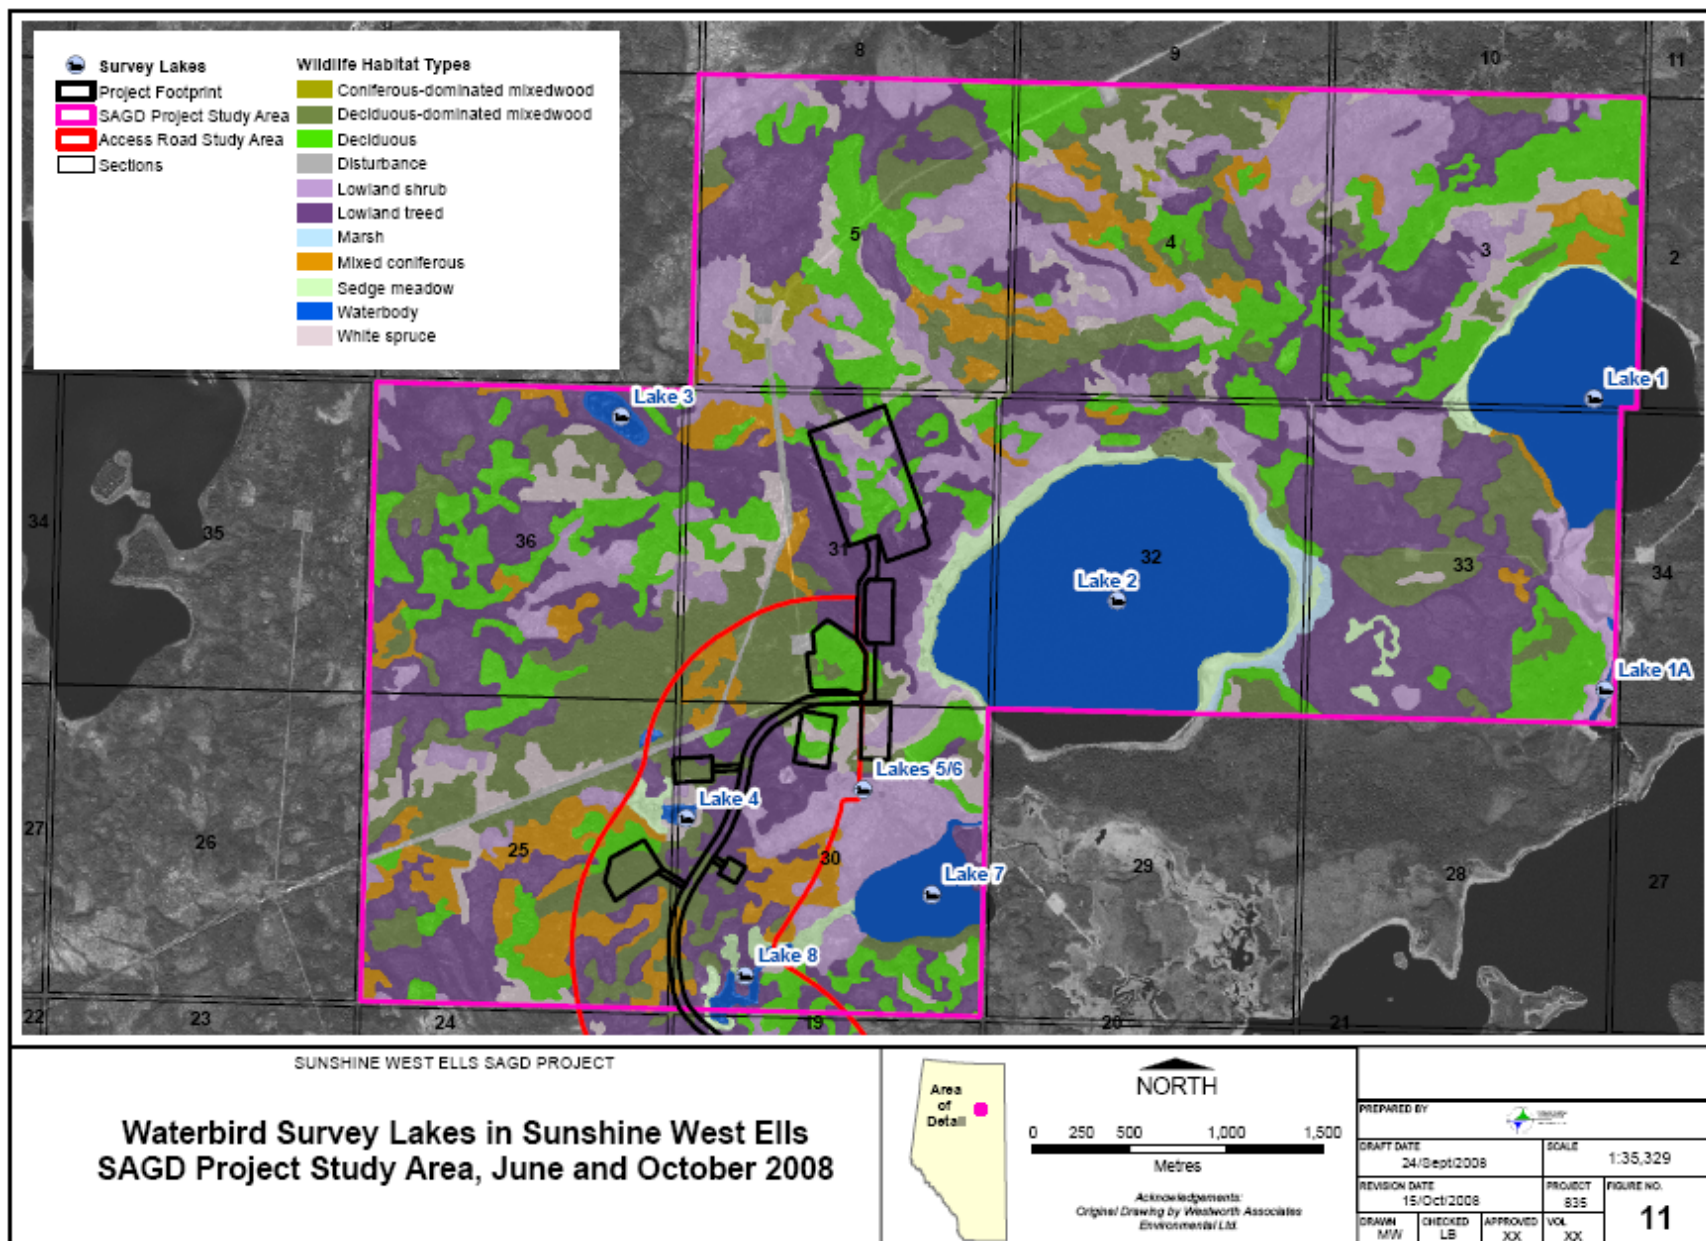 Survey Lakes
Project Footprint
SAGD Project Study Area
Access Road Study Area
Sections
Wildlife Habitat Types
Coniferous-dominated mixedwood
Deciduous-dominated mixedwood
Deciduous
Disturbance
Lowland shrub
Lowland treed
Marsh
Mixed coniferous
Sedge meadow
Waterbody
White spruce
8
9
10
11
5
4
3
2
Lake 1
Lake 3
34
35
36
31
32
Lake 2
33
34
Lake 1A
Lakes 5/6
Lake 4
27
26
25
30
29
28
27
Lake 7
Lake 8
22
23
24
19
20
21
SUNSHINE WEST ELLS SAGD PROJECT
Waterbird Survey Lakes in Sunshine West Ells
SAGD Project Study Area, June and October 2008
Area
of
Detail
NORTH
0 250 500 1,000 1,500
Metres
Acknowledgements:
Original Drawing by Westworth Associates
Environmental Ltd.
PREPARED BY
DRAFT DATE
24/Sept/2008
SCALE
1:35,329
REVISION DATE
15/Oct/2008
PROJECT
835
FIGURE NO.
11
DRAWN
MW
CHECKED
LB
APPROVED
XX
VOL
XX